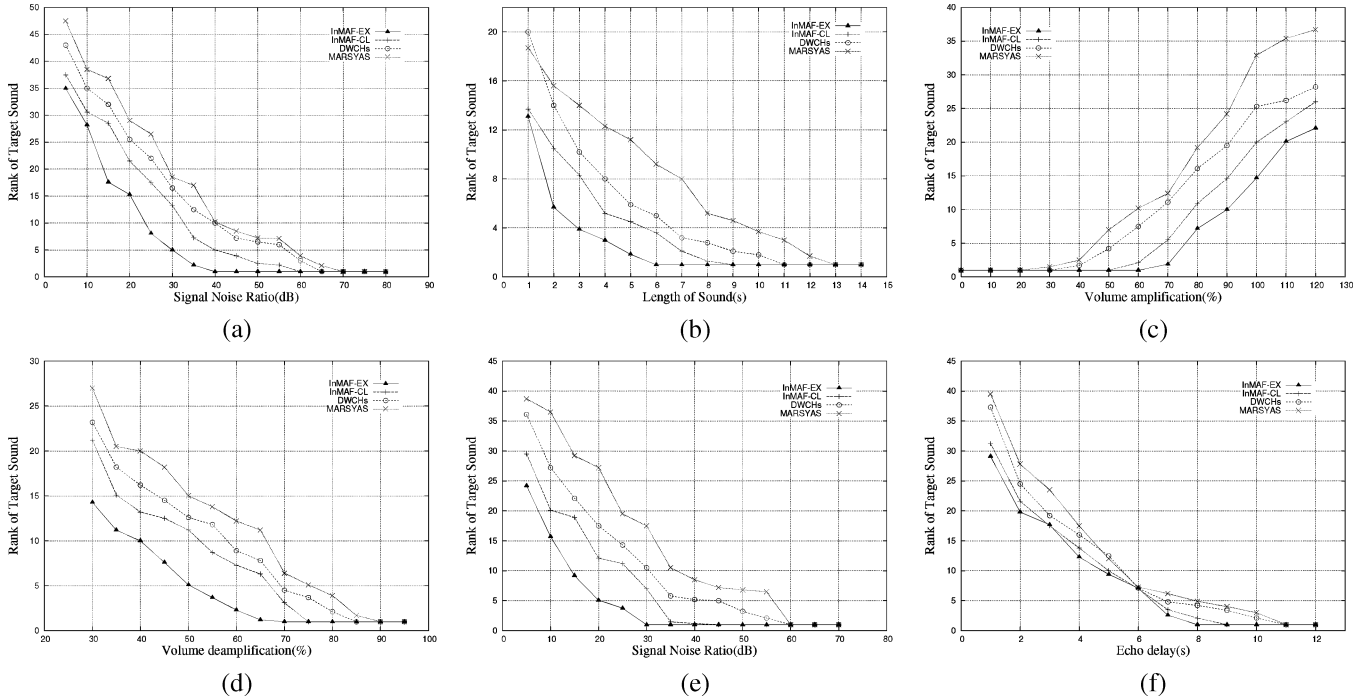 50
45
40
35
30
25
20
15
10
5
0
Rank of Target Sound
InMAF-EX
InMAF-CL
DWCHs
MARSYAS
0 10 20 30 40 50 60 70 80 90
Signal Noise Ratio(dB)
(a)
20
16
12
8
4
0
Rank of Target Sound
InMAF-EX
InMAF-CL
DWCHs
MARSYAS
0 1 2 3 4 5 6 7 8 9 10 11 12 13 14 15
Length of Sound(s)
(b)
40
35
30
25
20
15
10
5
0
Rank of Target Sound
InMAF-EX
InMAF-CL
DWCHs
MARSYAS
0 10 20 30 40 50 60 70 80 90 100 110 120 130
Volume amplification(%)
(c)
30
25
20
15
10
5
0
Rank of Target Sound
InMAF-EX
InMAF-CL
DWCHs
MARSYAS
20 30 40 50 60 70 80 90 100
Volume deamplification(%)
(d)
45
40
35
30
25
20
15
10
5
0
Rank of Target Sound
InMAF-EX
InMAF-CL
DWCHs
MARSYAS
0 10 20 30 40 50 60 70 80
Signal Noise Ratio(dB)
(e)
45
40
35
30
25
20
15
10
5
0
Rank of Target Sound
InMAF-EX
InMAF-CL
DWCHs
MARSYAS
0 2 4 6 8 10 12
Echo delay(s)
(f)